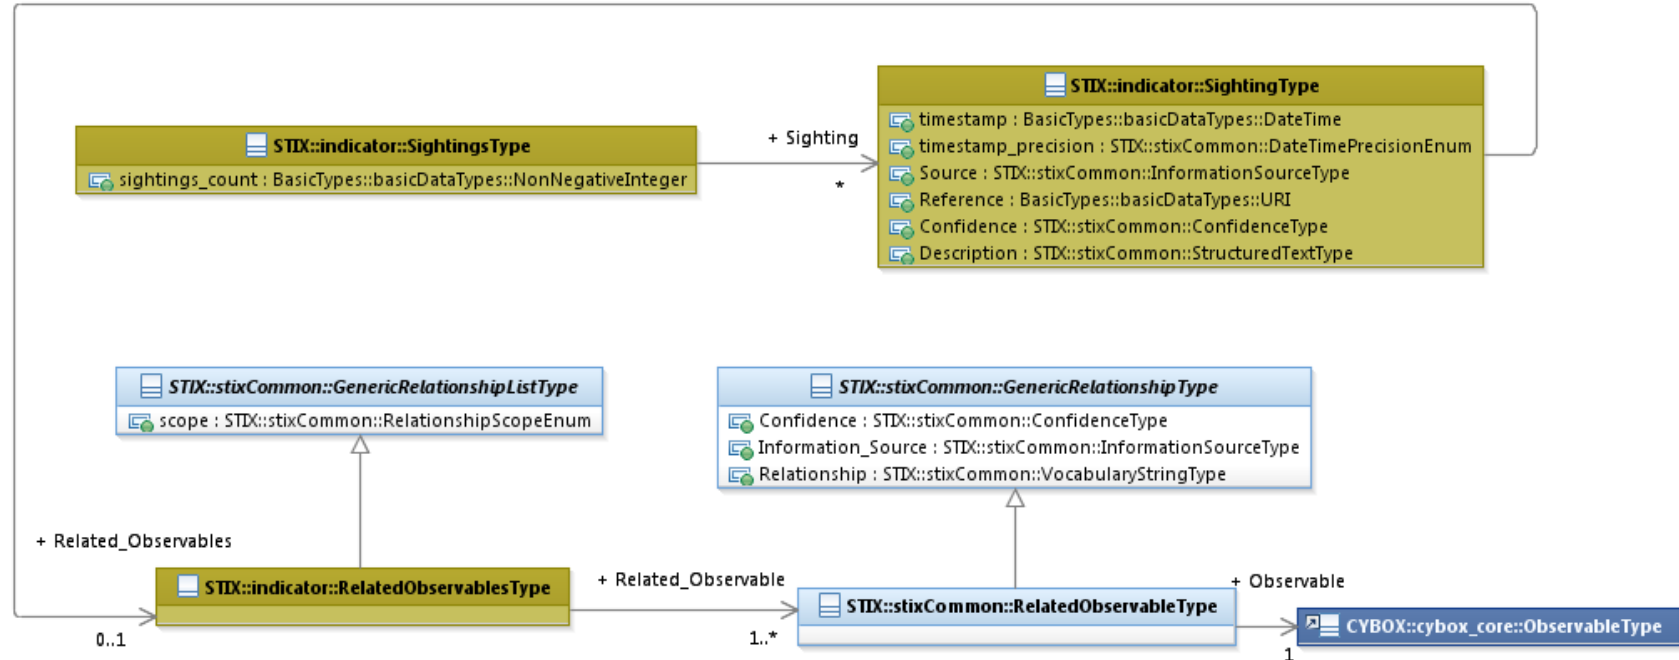 STIX::indicator::SightingType
timestamp : BasicTypes::basicDataTypes::DateTime
timestamp_precision : STIX::stixCommon::DateTimePrecisionEnum
Source : STIX::stixCommon::InformationSourceType
Reference : BasicTypes::basicDataTypes::URI
Confidence : STIX::stixCommon::ConfidenceType
Description : STIX::stixCommon::StructuredTextType
STIX::indicator::SightingsType
sightings_count : BasicTypes::basicDataTypes::NonNegativeInteger
+ Sighting
*
STIX::stixCommon::GenericRelationshipListType
scope : STIX::stixCommon::RelationshipScopeEnum
STIX::stixCommon::GenericRelationshipType
Confidence : STIX::stixCommon::ConfidenceType
Information_Source : STIX::stixCommon::InformationSourceType
Relationship : STIX::stixCommon::VocabularyStringType
+ Related_Observables
0..1
STIX::indicator::RelatedObservablesType
+ Related_Observable
1..*
STIX::stixCommon::RelatedObservableType
+ Observable
1
CYBOX::cybox_core::ObservableType